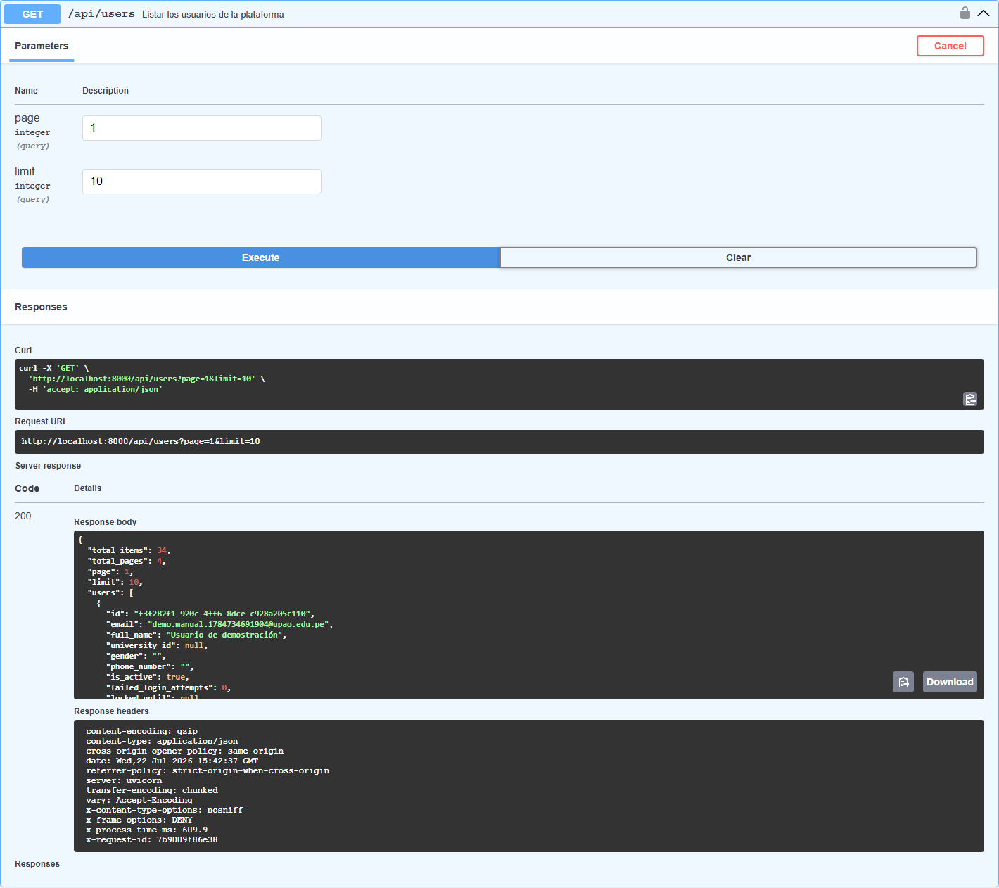 GET /api/users Listar los usuarios de la plataforma
Parameters
Cancel
Name Description
page
integer
(query)
1
limit
integer
(query)
10
Execute
Clear
Responses
Curl
curl -X 'GET' \
'http://localhost:8000/api/users?page=1&limit=10' \
-H 'accept: application/json'
Request URL
http://localhost:8000/api/users?page=1&limit=10
Server response
Code Details
200
Response body
{
"total_items": 34,
"total_pages": 4,
"page": 1,
"limit": 10,
"users": [
{
"id": "f3f282f1-920c-4ff6-8dce-c928a205c110",
"email": "demo.manual.1784734691904@upao.edu.pe",
"full_name": "Usuario de demostración",
"university_id": null,
"gender": "",
"phone_number": "",
"is_active": true,
"failed_login_attempts": 0,
"locked_until": null
Download
Response headers
content-encoding: gzip
content-type: application/json
cross-origin-opener-policy: same-origin
date: Wed,22 Jul 2026 15:42:37 GMT
referrer-policy: strict-origin-when-cross-origin
server: uvicorn
transfer-encoding: chunked
vary: Accept-Encoding
x-content-type-options: nosniff
x-frame-options: DENY
x-process-time-ms: 609.9
x-request-id: 7b9009f86e38
Responses